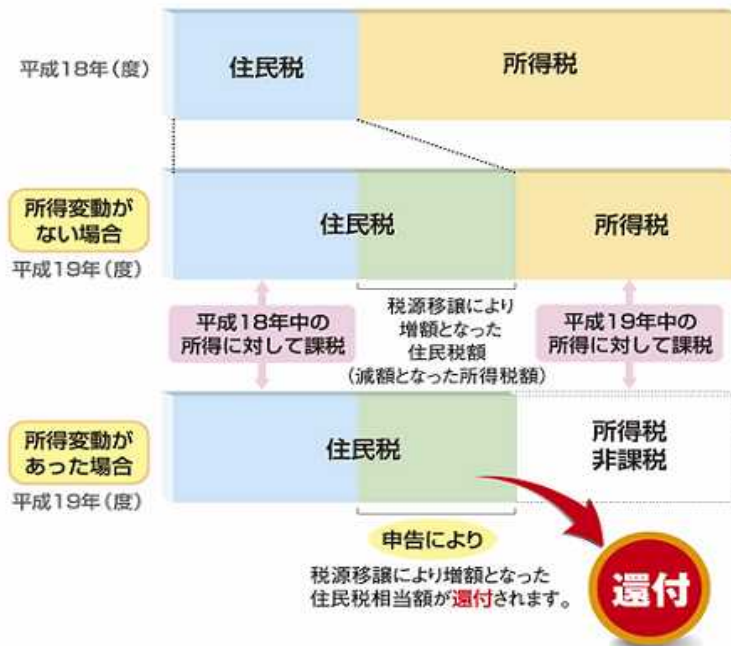 平成18年(度)
住民税
所得税
所得変動が
ない場合
平成19年(度)
住民税
所得税
平成18年中の
所得に対して課税
税源移譲により
増額となった
住民税額
(減額となった所得税額)
平成19年中の
所得に対して課税
所得変動が
あった場合
平成19年(度)
住民税
所得税
非課税
申告により
税源移譲により増額となった
住民税相当額が還付されます。
還付